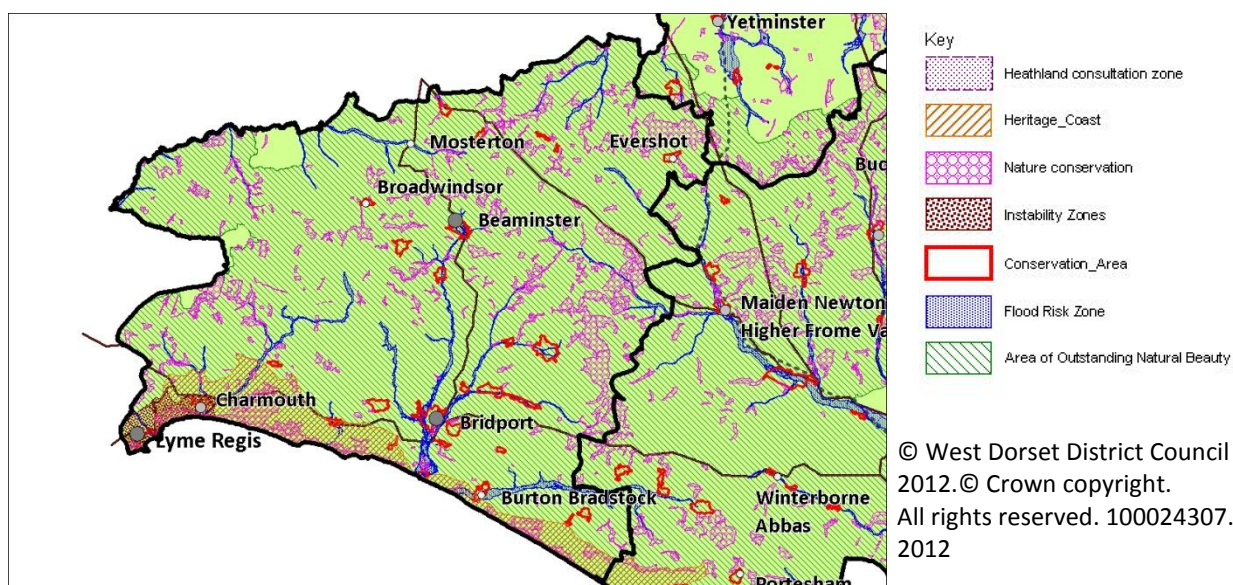 Yetminster
Mosterton
Evershot
Buc
Broadwindsor
Beaminster
Maiden Newton
Higher Frome Va
Charmouth
Bridport
Lyme Regis
Burton Bradstock
Winterborne
Abbas
Portesham
Key
Heathland consultation zone
Heritage_Coast
Nature conservation
Instability Zones
Conservation_Area
Flood Risk Zone
Area of Outstanding Natural Beauty
© West Dorset District Council
2012.© Crown copyright.
All rights reserved. 100024307.
2012